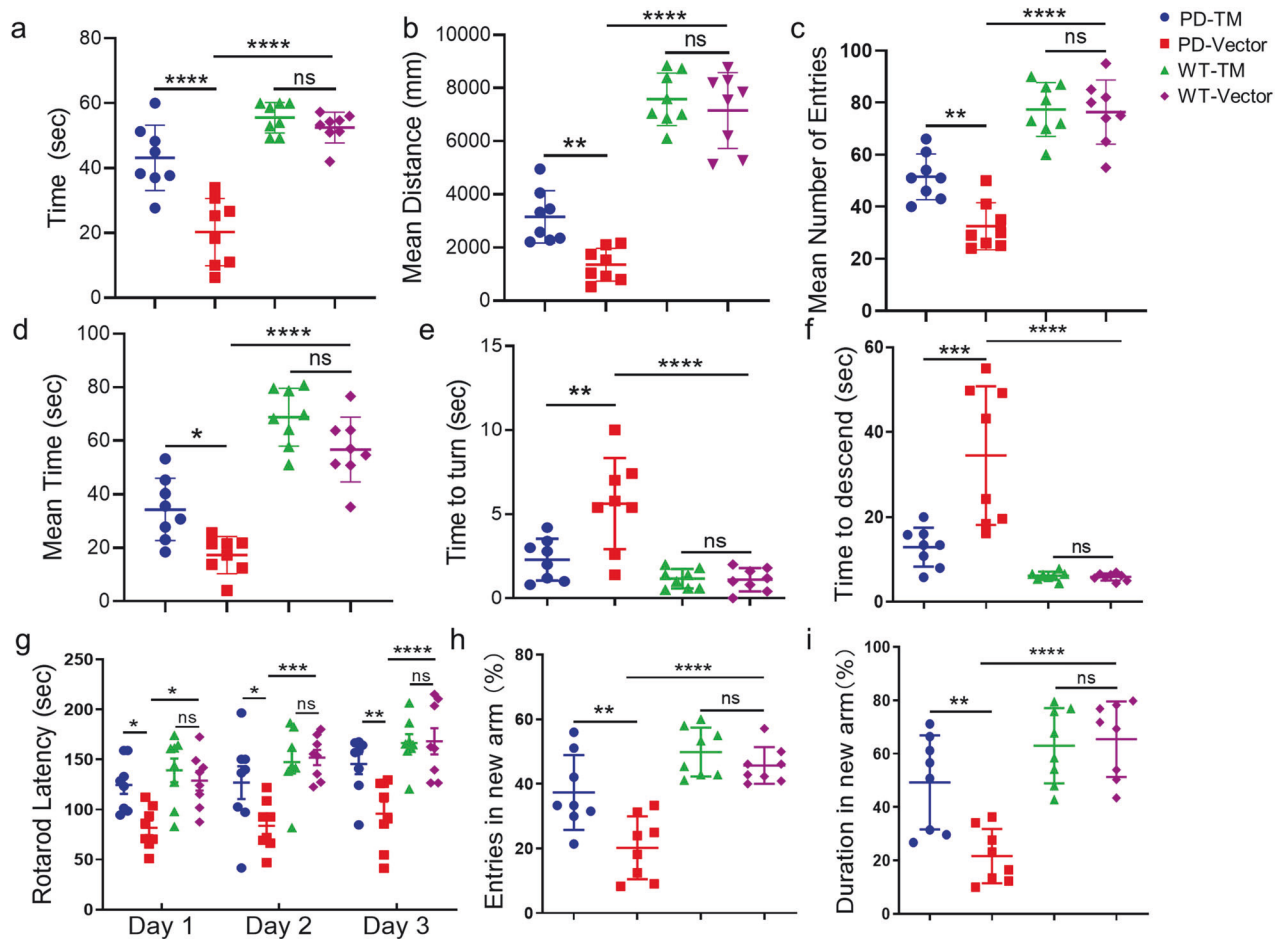 a
Time (sec)
80
60
40
20
0
****
****
ns
b
Mean Distance (mm)
10000
8000
6000
4000
2000
0
**
****
ns
c
Mean Number of Entries
100
80
60
40
20
0
**
****
ns
PD-TM
PD-Vector
WT-TM
WT-Vector
d
Mean Time (sec)
100
80
60
40
20
0
*
****
ns
e
Time to turn (sec)
15
10
5
0
**
****
ns
f
Time to descend (sec)
60
40
20
0
***
****
ns
g
Rotarod Latency (sec)
250
200
150
100
50
0
*
*
ns
*
***
ns
**
****
ns
Day 1 Day 2 Day 3
h
Entries in new arm (%)
80
60
40
20
0
**
****
ns
i
Duration in new arm(%)
100
80
60
40
20
0
**
****
ns